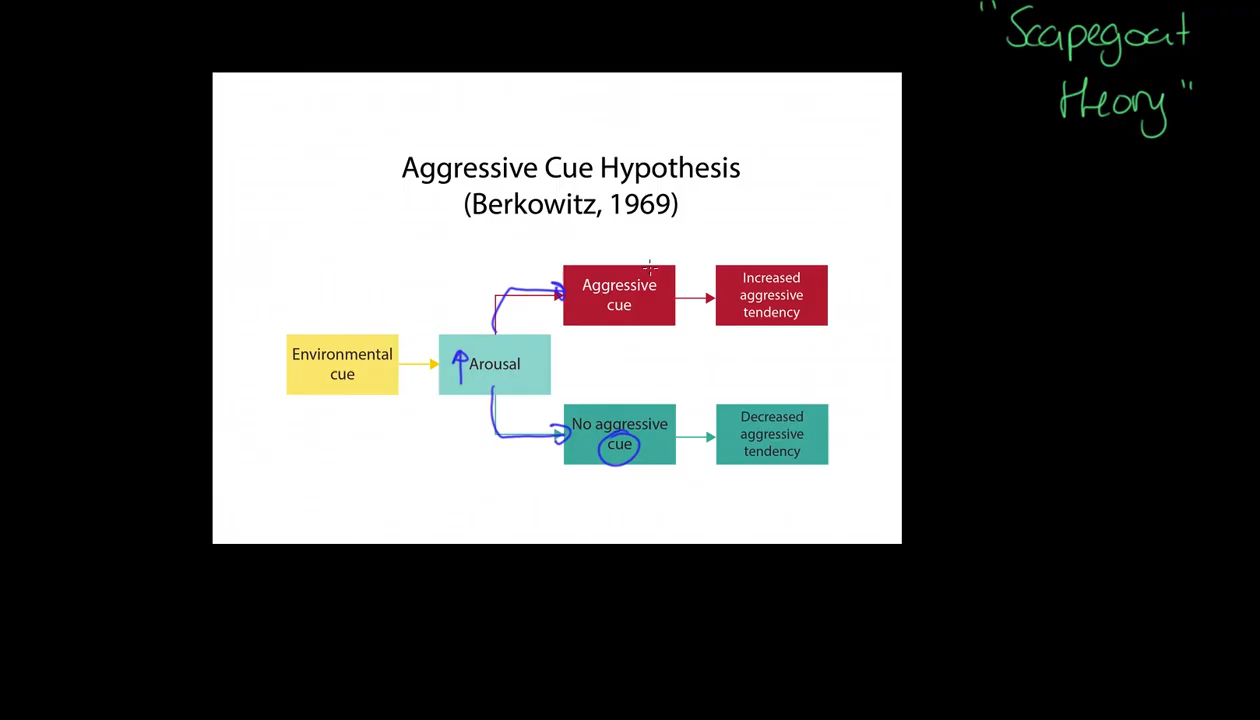 "Scapegoat
theory"
Aggressive Cue Hypothesis
(Berkowitz, 1969)
Aggressive
cue
Increased
aggressive
tendency
Environmental
cue
Arousal
No aggressive
cue
Decreased
aggressive
tendency